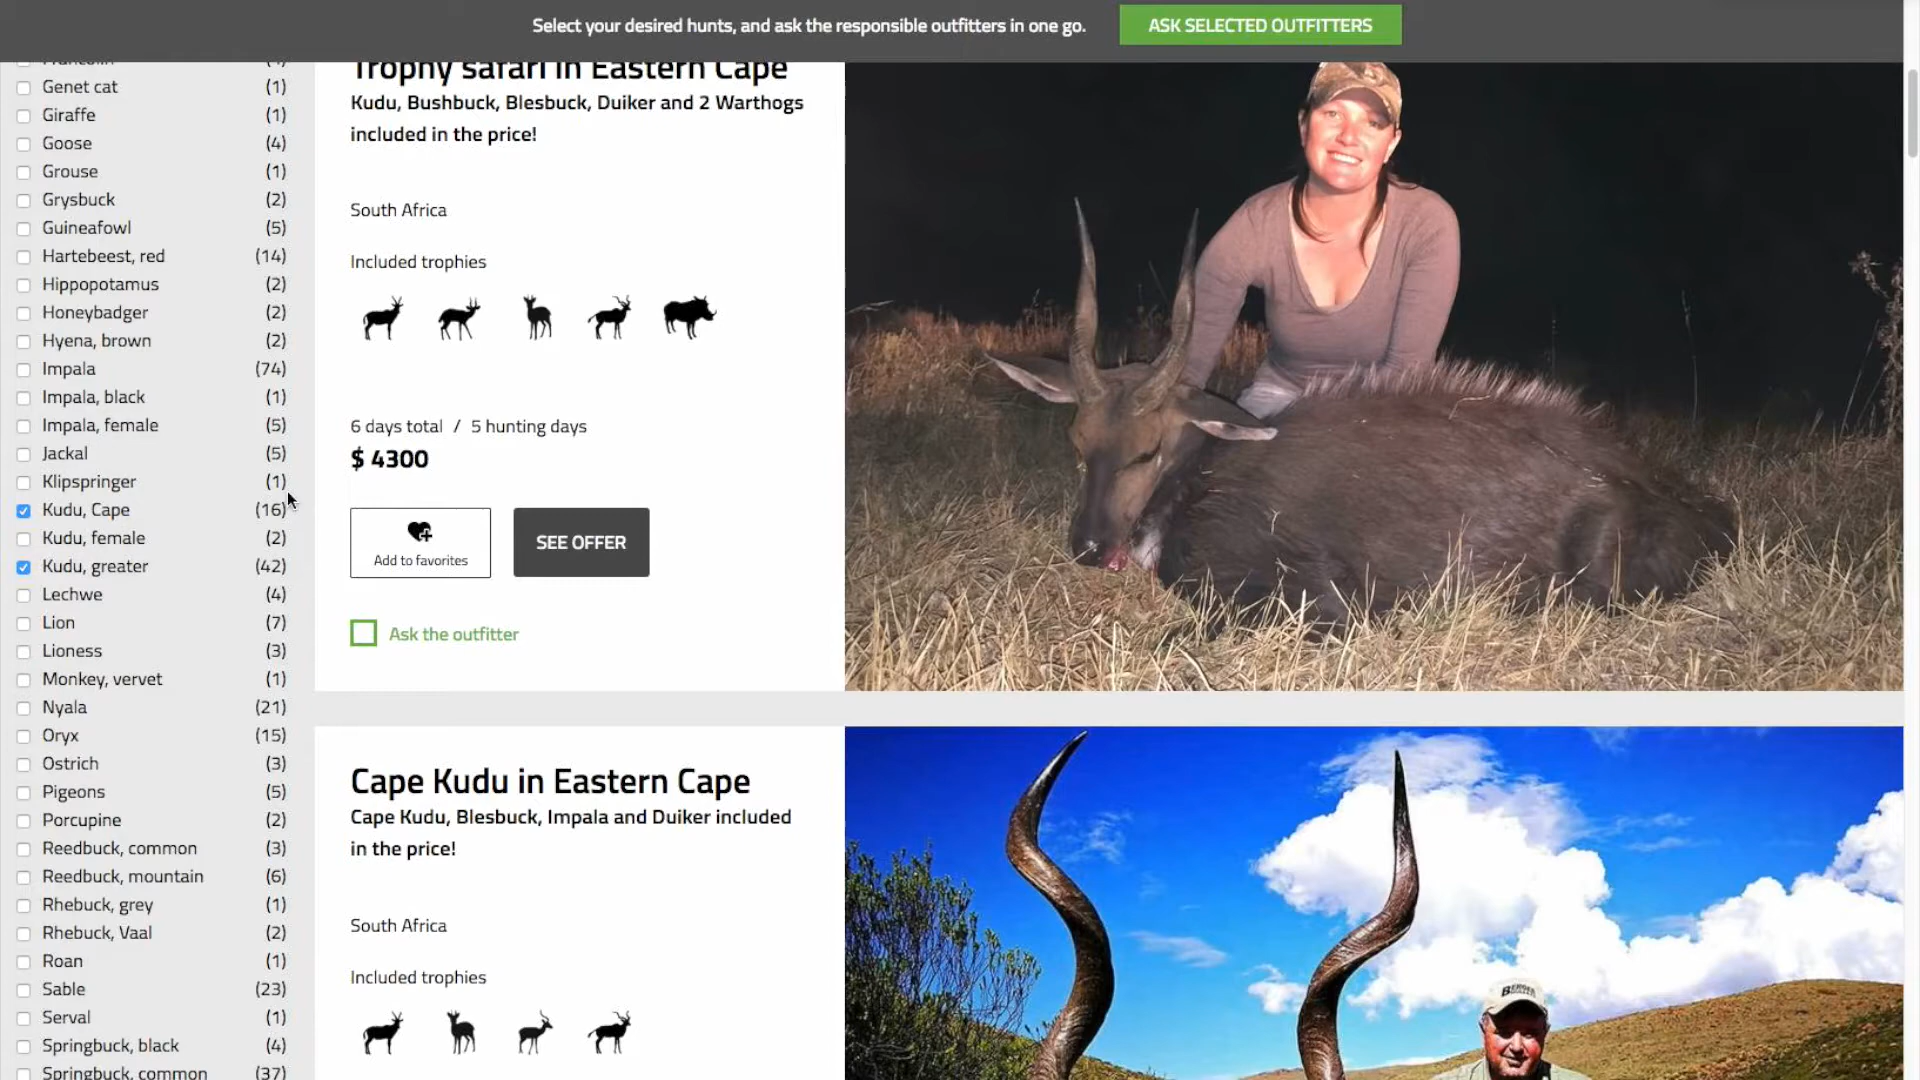 Select your desired hunts, and ask the responsible outfitters in one go.
ASK SELECTED OUTFITTERS
Francolin
Genet cat (1)
Giraffe (1)
Goose (4)
Grouse (1)
Grysbuck (2)
Guineafowl (5)
Hartebeest, red (14)
Hippopotamus (2)
Honeybadger (2)
Hyena, brown (2)
Impala (74)
Impala, black (1)
Impala, female (5)
Jackal (5)
Klipspringer (1)
Kudu, Cape (16)
Kudu, female (2)
Kudu, greater (42)
Lechwe (4)
Lion (7)
Lioness (3)
Monkey, vervet (1)
Nyala (21)
Oryx (15)
Ostrich (3)
Pigeons (5)
Porcupine (2)
Reedbuck, common (3)
Reedbuck, mountain (6)
Rhebuck, grey (1)
Rhebuck, Vaal (2)
Roan (1)
Sable (23)
Serval (1)
Springbuck, black (4)
Springbuck, common (37)
Trophy safari in Eastern Cape
Kudu, Bushbuck, Blesbuck, Duiker and 2 Warthogs
included in the price!
South Africa
Included trophies
6 days total / 5 hunting days
$ 4300
Add to favorites
SEE OFFER
Ask the outfitter
Cape Kudu in Eastern Cape
Cape Kudu, Blesbuck, Impala and Duiker included
in the price!
South Africa
Included trophies
BERGER